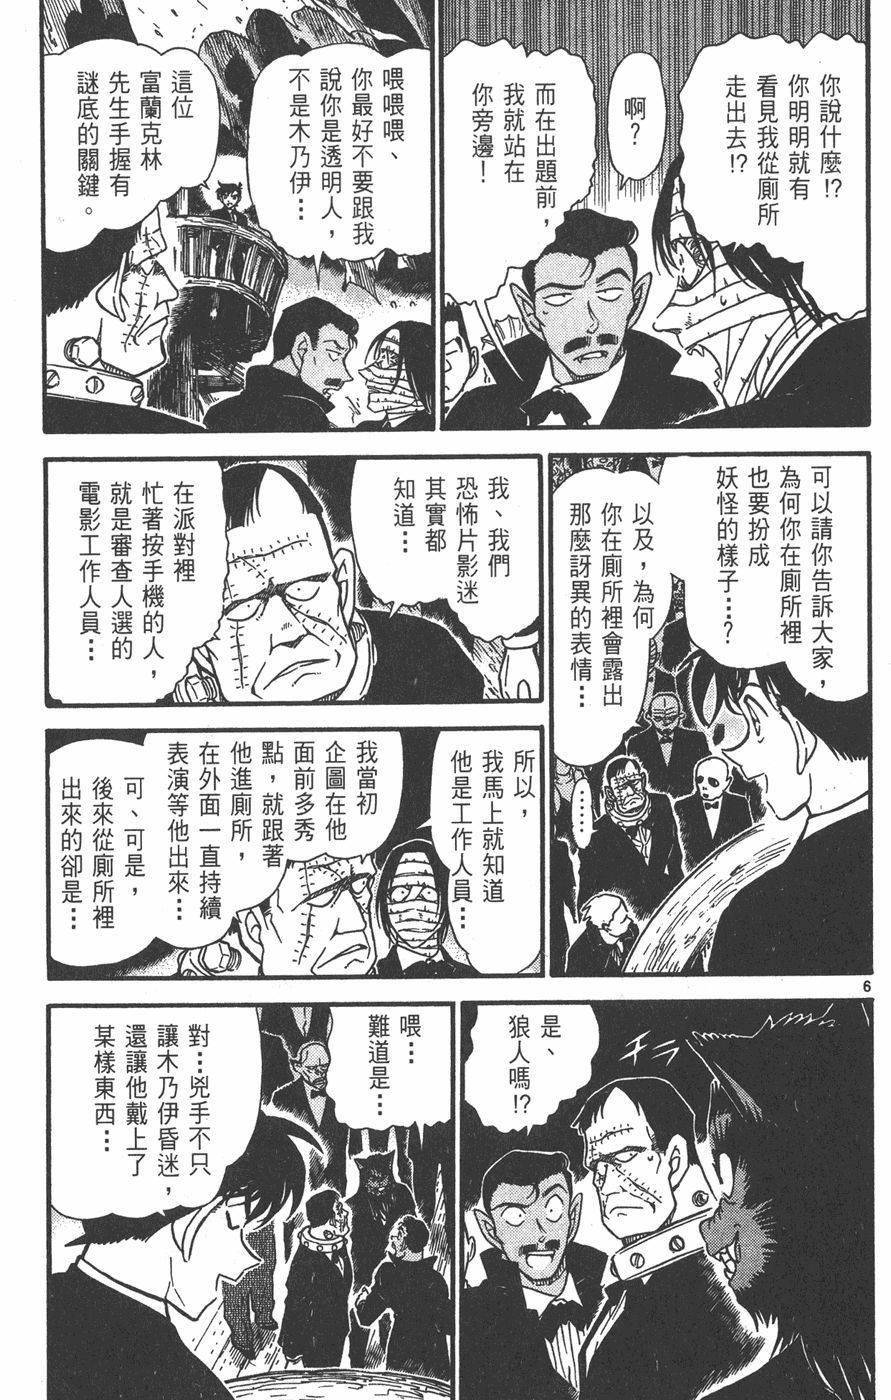 你說什麼!?
你明明就有
看見我從廁所
走出去!?
啊？
而在出題前，
我就站在
你旁邊！
喂喂喂、
你最好不要跟我
說你是透明人，
不是木乃伊…
這位
富蘭克林
先生手握有
謎底的關鍵。
可以請你告訴大家，
為何你在廁所裡
也要扮成
妖怪的樣子…？
以及，為何
你在廁所裡會露出
那麼訝異的表情…
……
我、我們
恐怖片影迷
其實都
知道…
在派對裡
忙著按手機的人，
就是審查人選的
電影工作人員…
所以，
我馬上就知道
他是工作人員…
我當初
企圖在他
面前多秀
點，就跟著
他進廁所，
在外面一直持續
表演等他出來…
可、可是，
後來從廁所裡
出來的卻是…
6
是、
狼人嗎!?
喂…
難道是…
對…兇手不只
讓木乃伊昏迷，
還讓他戴上了
某樣東西…